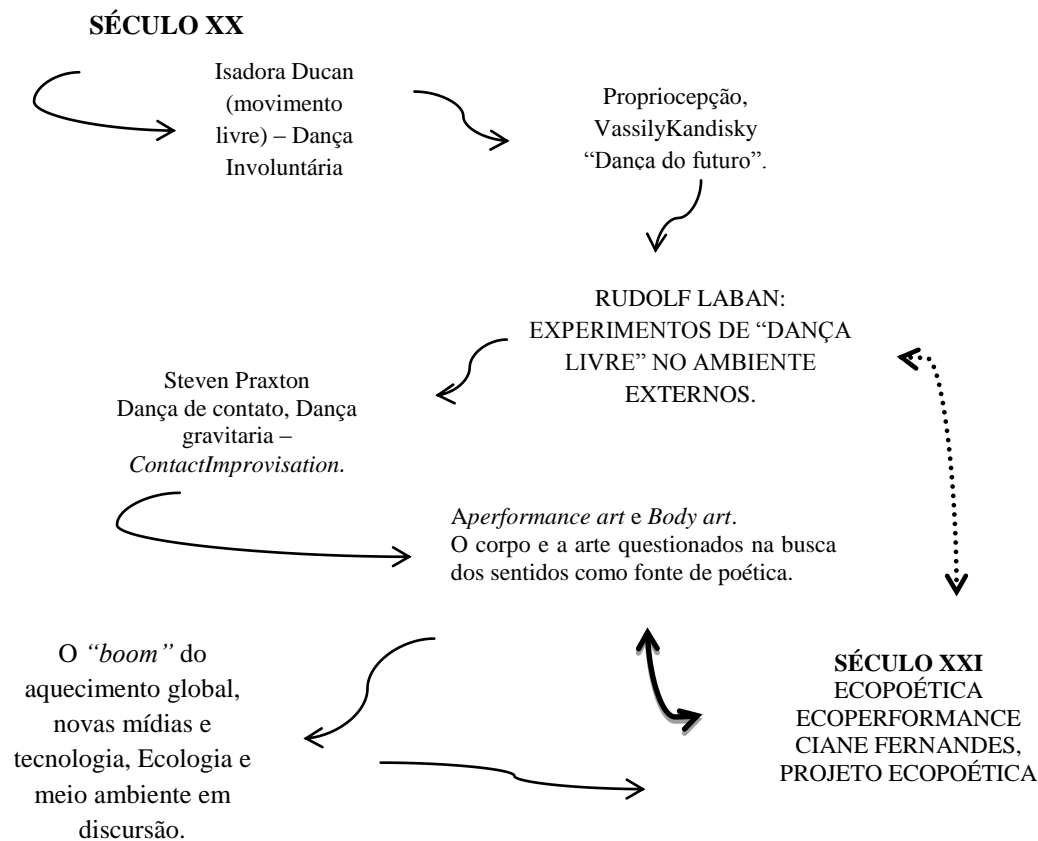 SÉCULO XX
Isadora Ducan
(movimento
livre) – Dança
Involuntária
Propriocepção,
VassilyKandisky
“Dança do futuro”.
RUDOLF LABAN:
EXPERIMENTOS DE “DANÇA
LIVRE” NO AMBIENTE
EXTERNOS.
Steven Praxton
Dança de contato, Dança
gravitaria –
ContactImprovisation.
Aperformance art e Body art.
O corpo e a arte questionados na busca
dos sentidos como fonte de poética.
O “boom” do
aquecimento global,
novas mídias e
tecnologia, Ecologia e
meio ambiente em
discursão.
SÉCULO XXI
ECOPOÉTICA
ECOPERFORMANCE
CIANE FERNANDES,
PROJETO ECOPOÉTICA